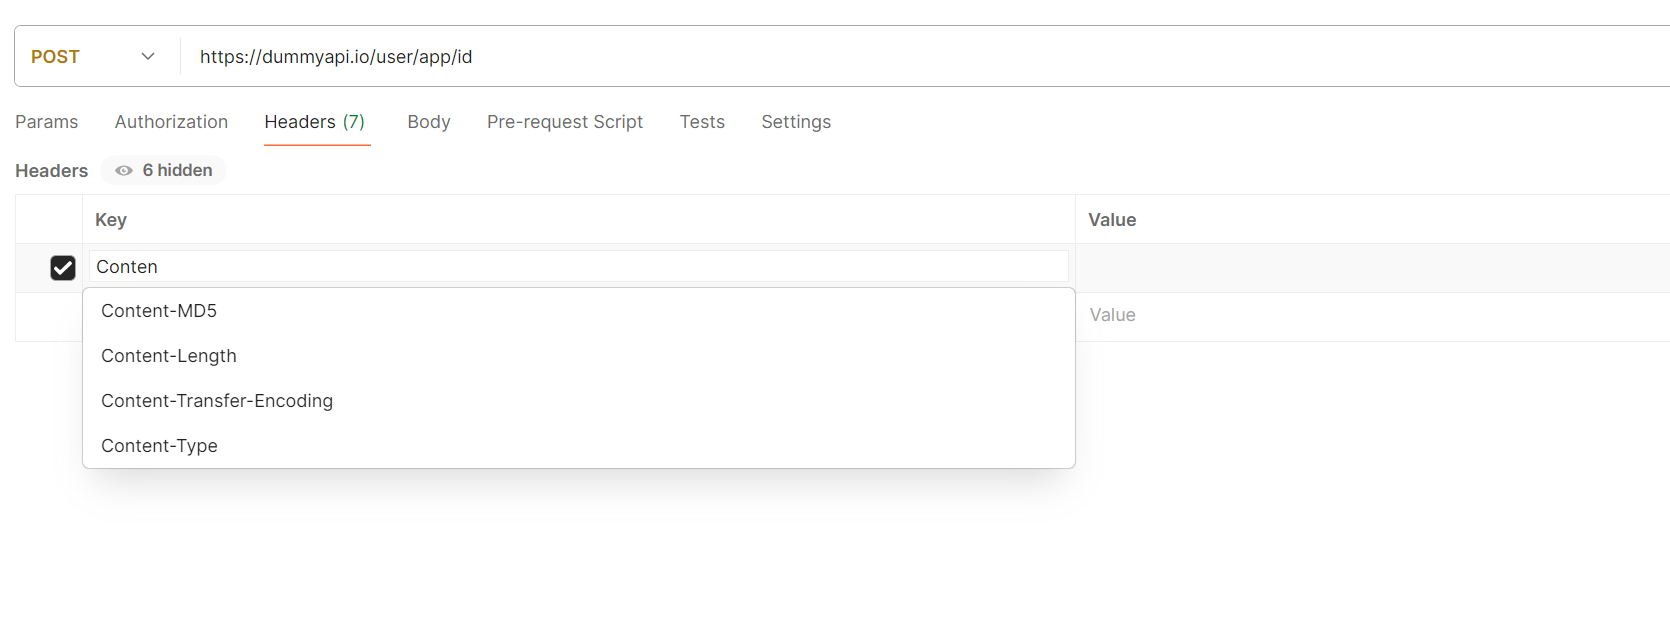 POST https://dummyapi.io/user/app/id
Params Authorization Headers (7) Body Pre-request Script Tests Settings
Headers 6 hidden
Key Value
Conten
Content-MD5
Value
Content-Length
Content-Transfer-Encoding
Content-Type